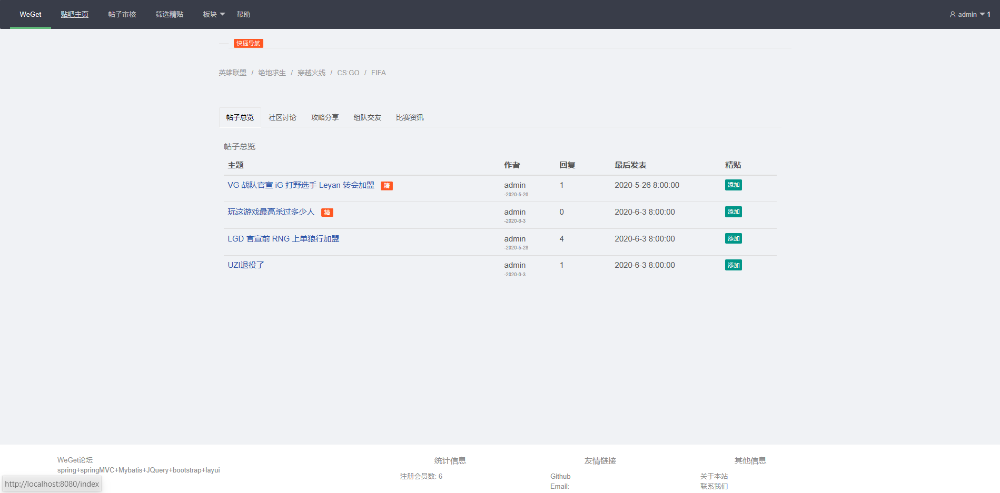 WeGet 贴吧主页 帖子审核 筛选精贴 板块 帮助 admin 1
快捷导航
英雄联盟 / 绝地求生 / 穿越火线 / CS:GO / FIFA
帖子总览 社区讨论 攻略分享 组队交友 比赛资讯
帖子总览
主题 作者 回复 最后发表 精贴
VG 战队官宣 iG 打野选手 Leyan 转会加盟 精 admin 1 2020-5-26 8:00:00 添加
-2020-5-26
玩这游戏最高杀过多少人 精 admin 0 2020-6-3 8:00:00 添加
-2020-6-3
LGD 官宣前 RNG 上单狼行加盟 admin 4 2020-6-3 8:00:00 添加
-2020-5-28
UZI退役了 admin 1 2020-6-3 8:00:00 添加
-2020-6-3
WeGet论坛 统计信息 友情链接 其他信息
spring+springMVC+Mybatis+JQuery+bootstrap+layui
注册会员数: 6 Github 关于本站
Email: 联系我们
http://localhost:8080/index